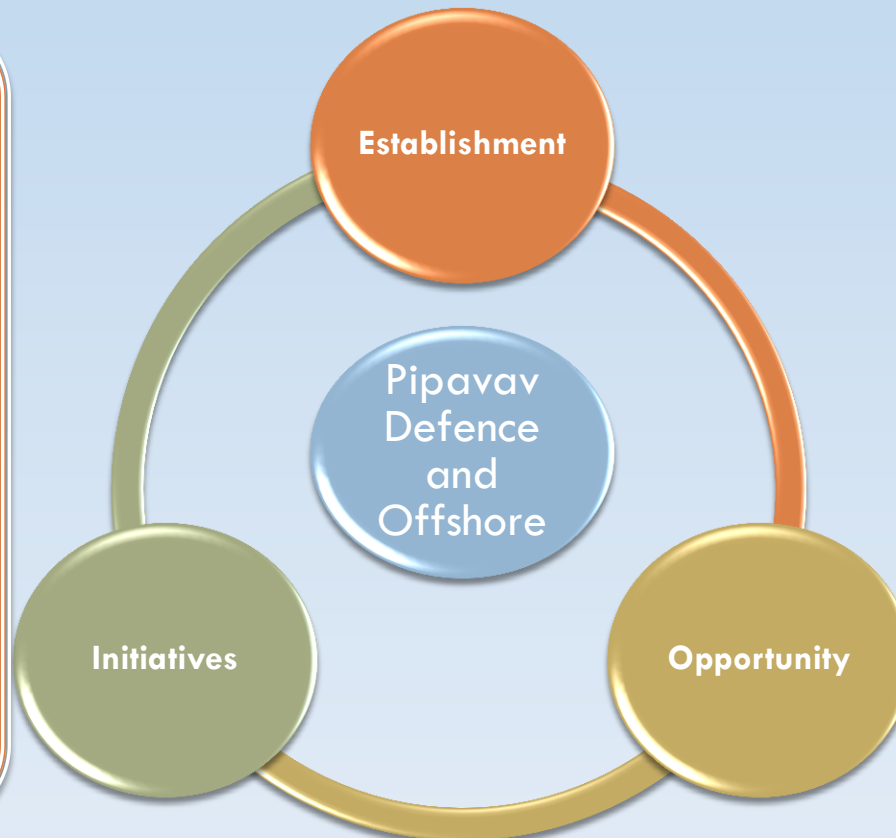 Establishment
Pipavav
Defence
and
Offshore
Initiatives
Opportunity